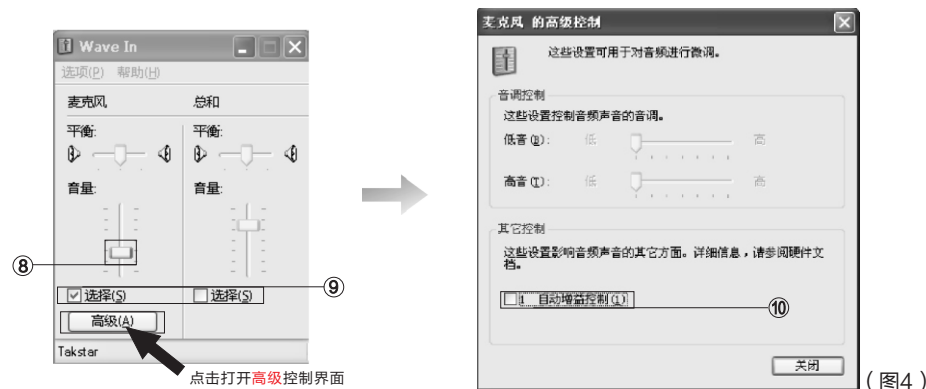 Wave In
选项(P) 帮助(H)
麦克风 总和
平衡: 平衡:
音量: 音量:
⑧
⑨
选择(S) 选择(S)
高级(A)
Takstar
点击打开高级控制界面
麦克风 的高级控制
这些设置可用于对音频进行微调。
音调控制
这些设置控制音频声音的音调。
低音(B): 低 高
高音(T): 低 高
其它控制
这些设置影响音频声音的其它方面。详细信息，请参阅硬件文
档。
1 自动增益控制(1)
⑩
关闭
（图4）